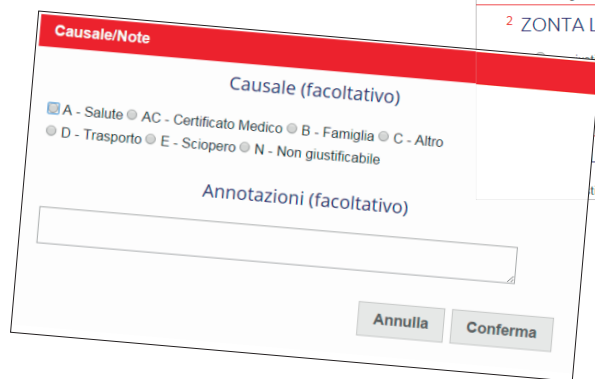 Causale/Note
2 ZONTA L
Causale (facoltativo)
A - Salute AC - Certificato Medico B - Famiglia C - Altro
D - Trasporto E - Sciopero N - Non giustificabile
Annotazioni (facoltativo)
Annulla Conferma